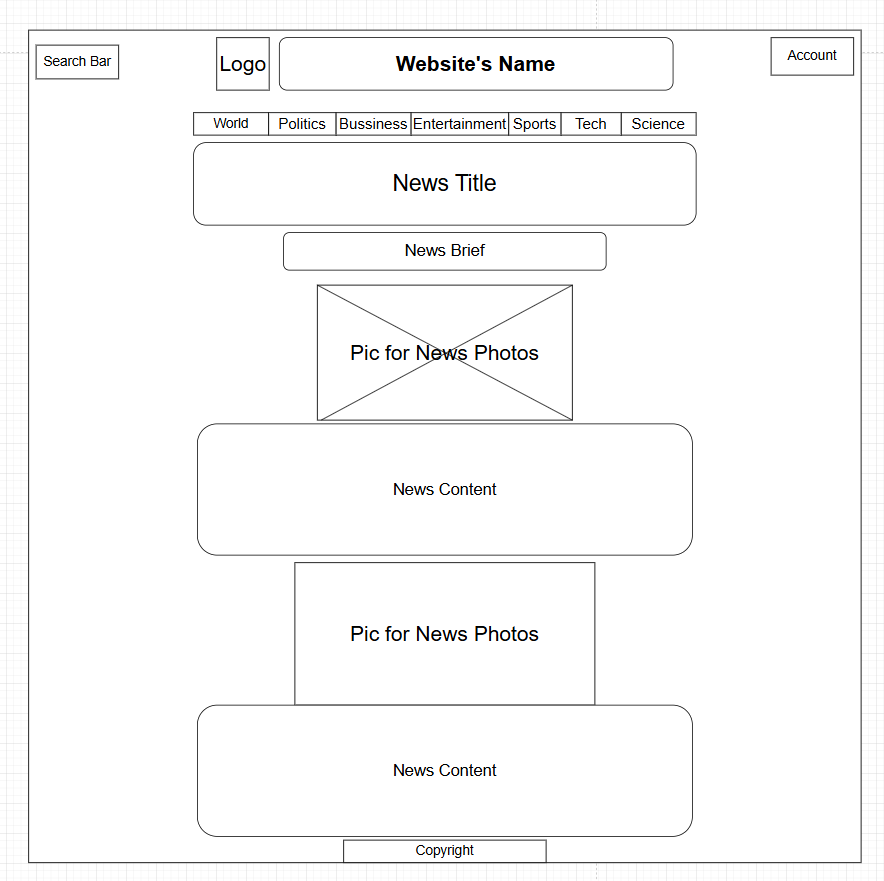 Search Bar
Logo
Website's Name
Account
World
Politics
Bussiness
Entertainment
Sports
Tech
Science
News Title
News Brief
Pic for News Photos
News Content
Pic for News Photos
News Content
Copyright